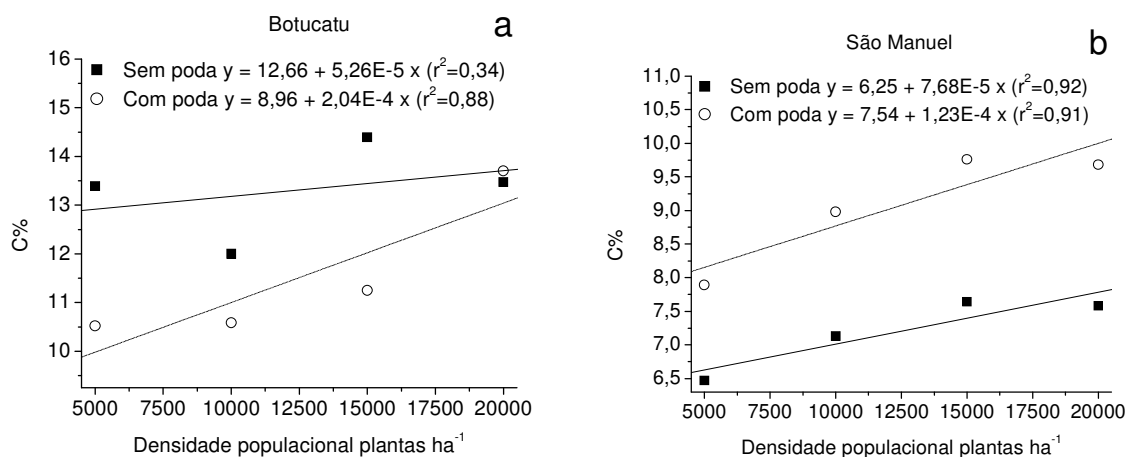 Botucatu
a
Sem poda y = 12,66 + 5,26E-5 x (r²=0,34)
Com poda y = 8,96 + 2,04E-4 x (r²=0,88)
16
15
14
13
12
11
10
C%
5000 7500 10000 12500 15000 17500 20000
Densidade populacional plantas ha⁻¹
São Manuel
b
Sem poda y = 6,25 + 7,68E-5 x (r²=0,92)
Com poda y = 7,54 + 1,23E-4 x (r²=0,91)
11,0
10,5
10,0
9,5
9,0
8,5
8,0
7,5
7,0
6,5
C%
5000 7500 10000 12500 15000 17500 20000
Densidade populacional plantas ha⁻¹